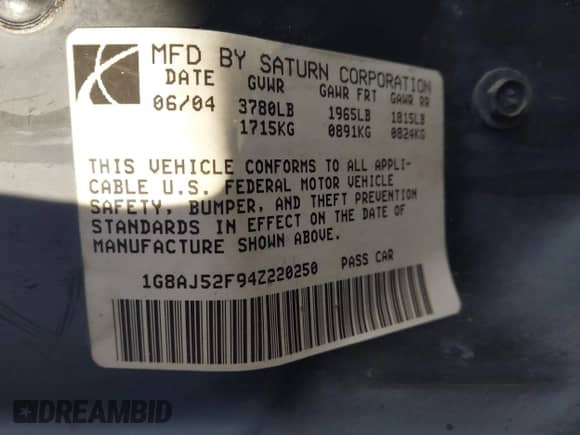 MFD BY SATURN CORPORATION
DATE GVWR GAWR FRT GAWR RR
06/04 3780LB 1965LB 1815LB
1715KG 0891KG 0824KG
THIS VEHICLE CONFORMS TO ALL APPLI-
CABLE U.S. FEDERAL MOTOR VEHICLE
SAFETY, BUMPER, AND THEFT PREVENTION
STANDARDS IN EFFECT ON THE DATE OF
MANUFACTURE SHOWN ABOVE.
1G8AJ52F94Z220250 PASS CAR
DREAMBID